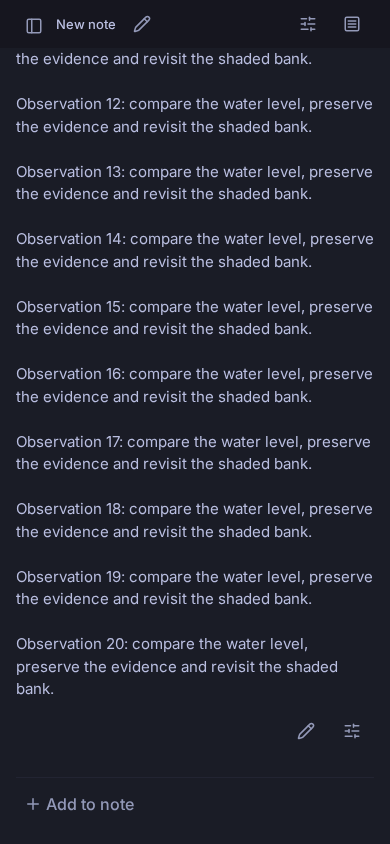 New note
the evidence and revisit the shaded bank.
Observation 12: compare the water level, preserve
the evidence and revisit the shaded bank.
Observation 13: compare the water level, preserve
the evidence and revisit the shaded bank.
Observation 14: compare the water level, preserve
the evidence and revisit the shaded bank.
Observation 15: compare the water level, preserve
the evidence and revisit the shaded bank.
Observation 16: compare the water level, preserve
the evidence and revisit the shaded bank.
Observation 17: compare the water level, preserve
the evidence and revisit the shaded bank.
Observation 18: compare the water level, preserve
the evidence and revisit the shaded bank.
Observation 19: compare the water level, preserve
the evidence and revisit the shaded bank.
Observation 20: compare the water level,
preserve the evidence and revisit the shaded
bank.
Add to note